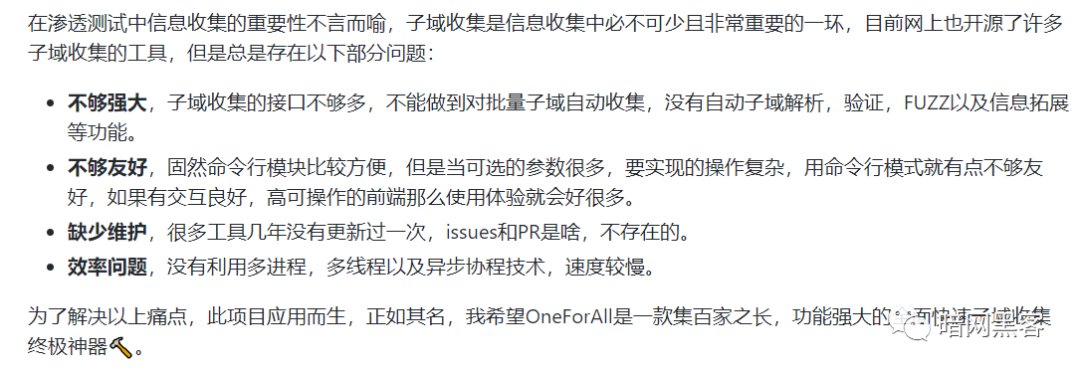 在渗透测试中信息收集的重要性不言而喻，子域收集是信息收集中必不可少且非常重要的一环，目前网上也开源了许多
子域收集的工具，但是总是存在以下部分问题：
• 不够强大，子域收集的接口不够多，不能做到对批量子域自动收集，没有自动子域解析，验证，FUZZ以及信息拓展
等功能。
• 不够友好，固然命令行模块比较方便，但是当可选的参数很多，要实现的操作复杂，用命令行模式就有点不够友
好，如果有交互良好，高可操作的前端那么使用体验就会好很多。
• 缺少维护，很多工具几年没有更新过一次，issues和PR是啥，不存在的。
• 效率问题，没有利用多进程，多线程以及异步协程技术，速度较慢。
为了解决以上痛点，此项目应用而生，正如其名，我希望OneForAll是一款集百家之长，功能强大的面快速子域收集
终极神器🔨。
暗网黑客